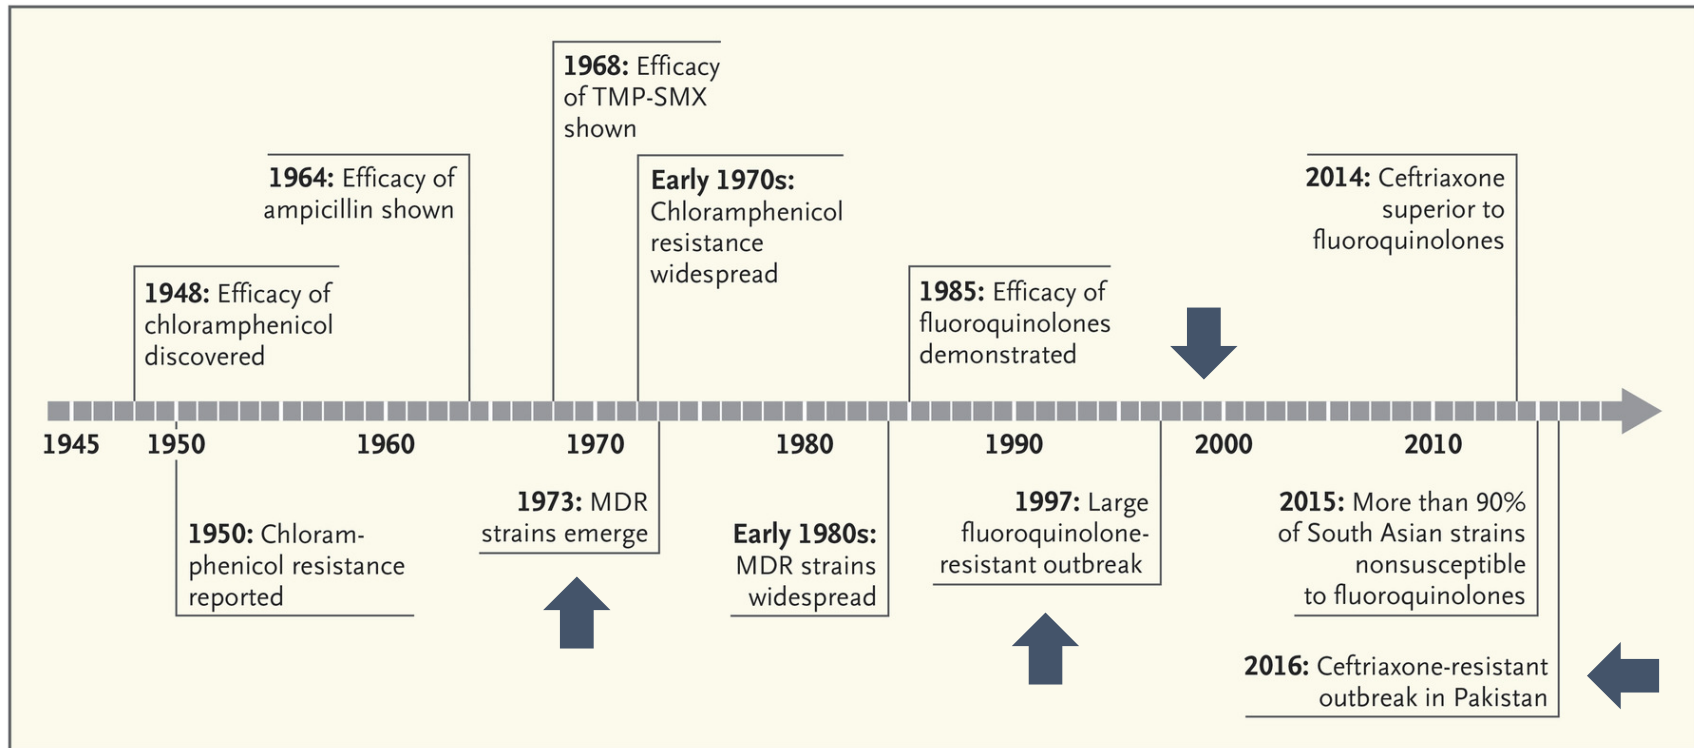 1968: Efficacy
of TMP-SMX
shown
1964: Efficacy of
ampicillin shown
Early 1970s:
Chloramphenicol
resistance
widespread
2014: Ceftriaxone
superior to
fluoroquinolones
1948: Efficacy of
chloramphenicol
discovered
1985: Efficacy of
fluoroquinolones
demonstrated
1945 1950 1960 1970 1980 1990 2000 2010
1950: Chloram-
phenicol resistance
reported
1973: MDR
strains emerge
Early 1980s:
MDR strains
widespread
1997: Large
fluoroquinolone-
resistant outbreak
2015: More than 90%
of South Asian strains
nonsusceptible
to fluoroquinolones
2016: Ceftriaxone-resistant
outbreak in Pakistan